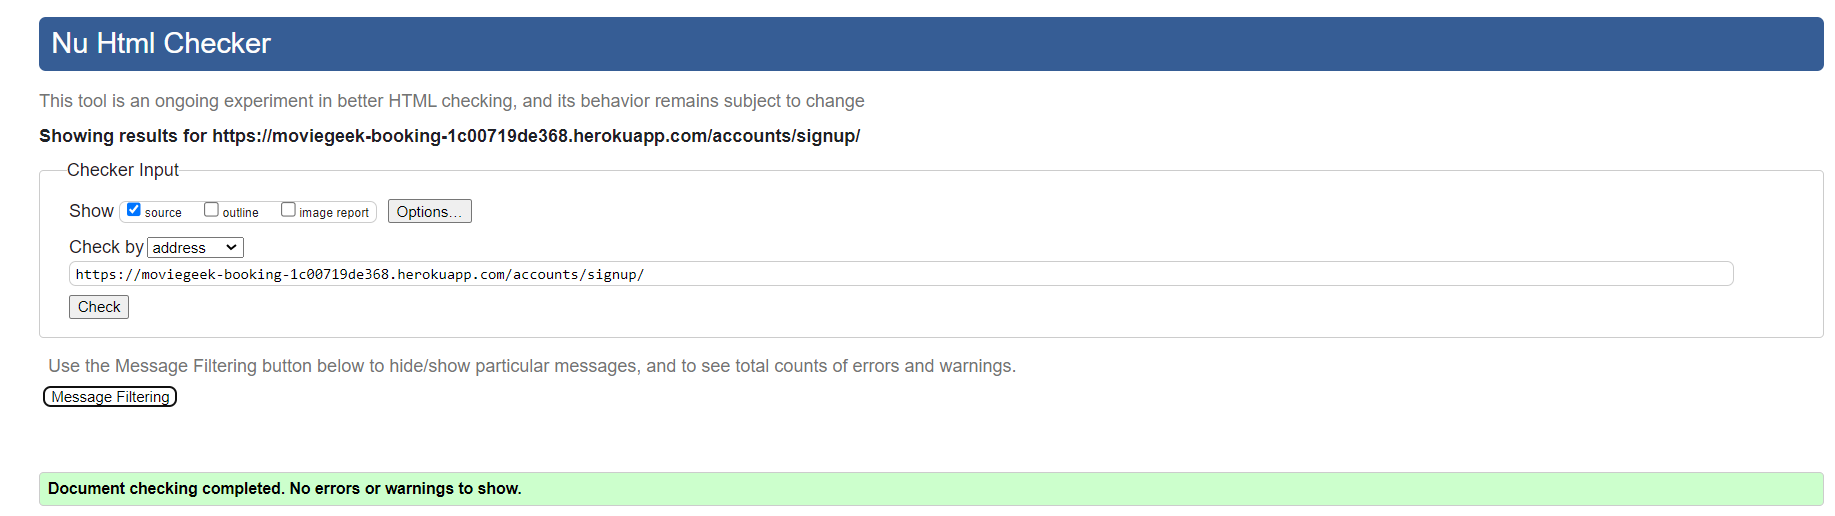 Nu Html Checker
This tool is an ongoing experiment in better HTML checking, and its behavior remains subject to change
Showing results for https://moviegeek-booking-1c00719de368.herokuapp.com/accounts/signup/
Checker Input
Show source outline image report Options...
Check by address
https://moviegeek-booking-1c00719de368.herokuapp.com/accounts/signup/
Check
Use the Message Filtering button below to hide/show particular messages, and to see total counts of errors and warnings.
Message Filtering
Document checking completed. No errors or warnings to show.